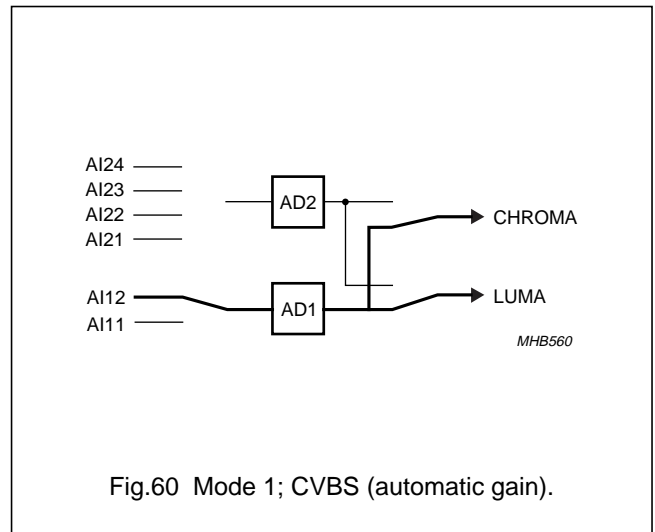 AI24
AI23
AI22
AI21
AD2
CHROMA
AI12
AD1
LUMA
AI11
MHB560
Fig.60 Mode 1; CVBS (automatic gain).